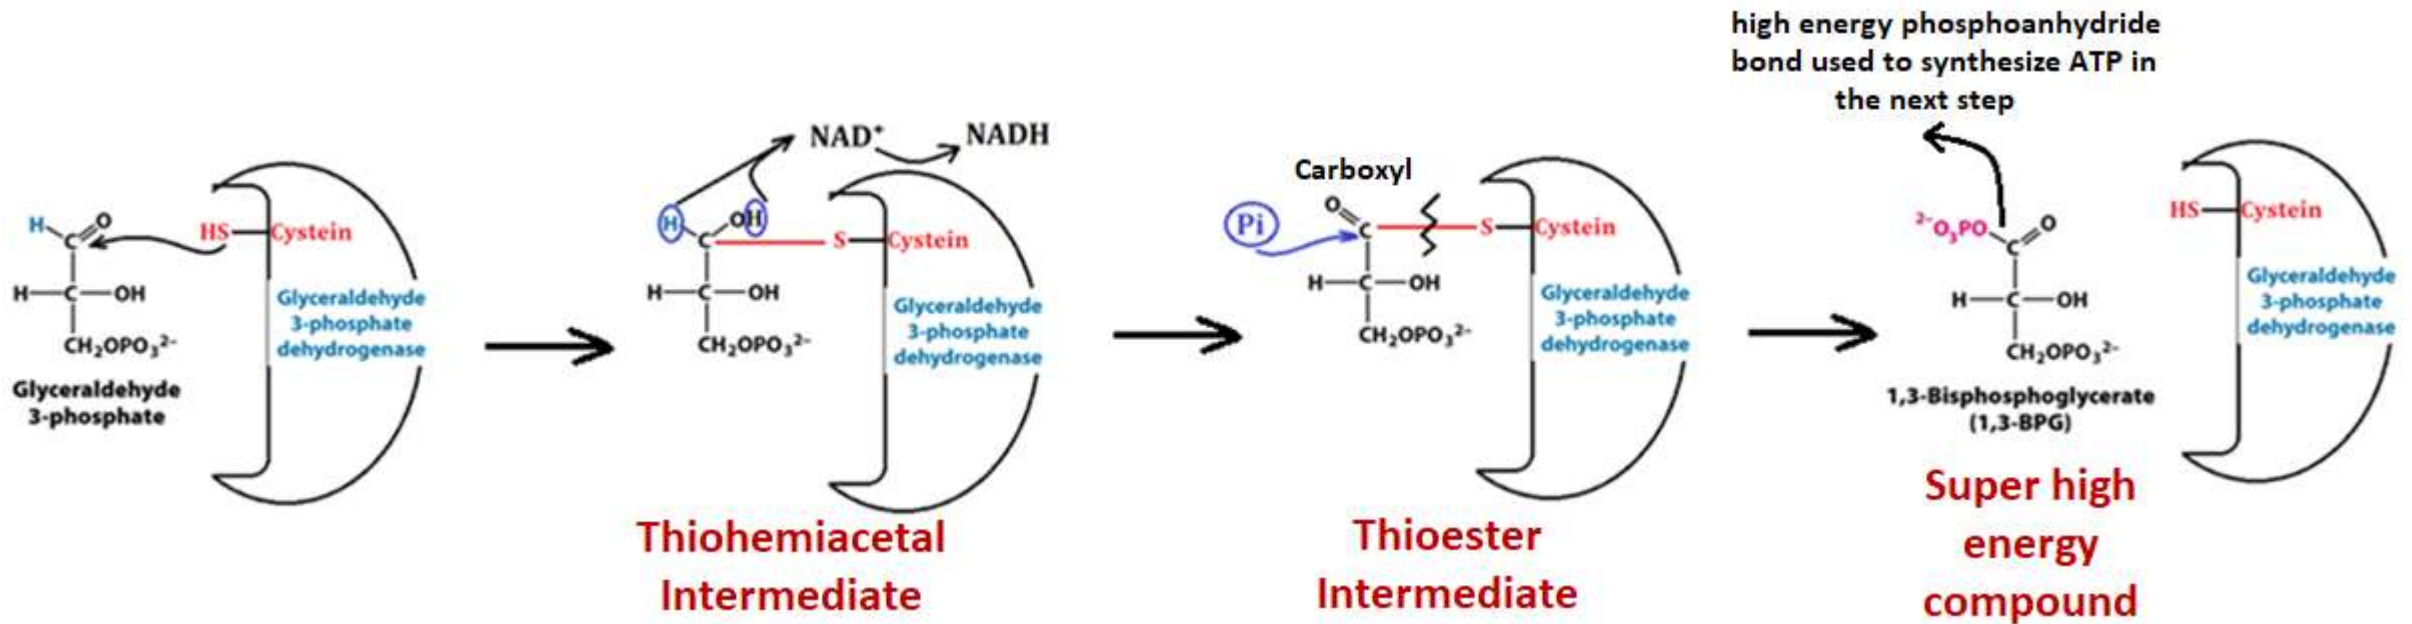 high energy phosphoanhydride
bond used to synthesize ATP in
the next step
H
C
O
H—C—OH
CH₂OPO₃²⁻
Glyceraldehyde
3-phosphate
HS—Cystein
Glyceraldehyde
3-phosphate
dehydrogenase
NAD⁺
NADH
H
OH
C
S—Cystein
H—C—OH
CH₂OPO₃²⁻
Glyceraldehyde
3-phosphate
dehydrogenase
Thiohemiacetal
Intermediate
Carboxyl
Pi
O
C
S—Cystein
H—C—OH
CH₂OPO₃²⁻
Glyceraldehyde
3-phosphate
dehydrogenase
Thioester
Intermediate
²⁻O₃PO
C
O
H—C—OH
CH₂OPO₃²⁻
1,3-Bisphosphoglycerate
(1,3-BPG)
HS—Cystein
Glyceraldehyde
3-phosphate
dehydrogenase
Super high
energy
compound